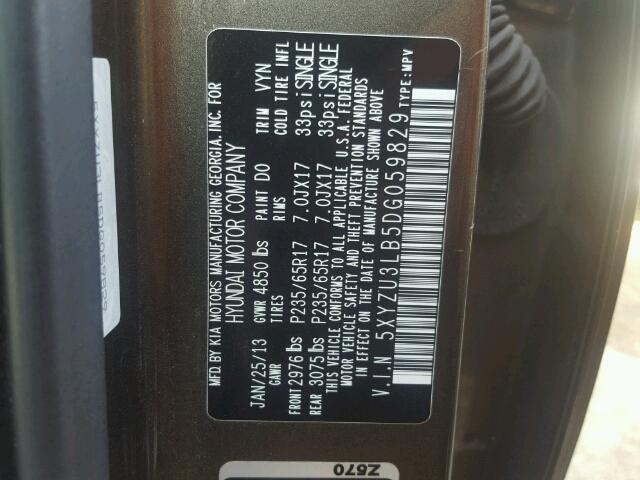 MFD. BY KIA MOTORS MANUFACTURING GEORGIA, INC. FOR
HYUNDAI MOTOR COMPANY
JAN/25/13 GVWR 4850 lbs PAINT DO TRIM VYN
GAWR TIRES RIMS COLD TIRE INFL
FRONT 2976 lbs P235/65R17 7.0JX17 33psi SINGLE
REAR 3075 lbs P235/65R17 7.0JX17 33psi SINGLE
THIS VEHICLE CONFORMS TO ALL APPLICABLE U.S.A. FEDERAL
MOTOR VEHICLE SAFETY AND THEFT PREVENTION STANDARDS
IN EFFECT ON THE DATE OF MANUFACTURE SHOWN ABOVE
V.I.N 5XYZU3LB5DG059829 TYPE:MPV
Z570